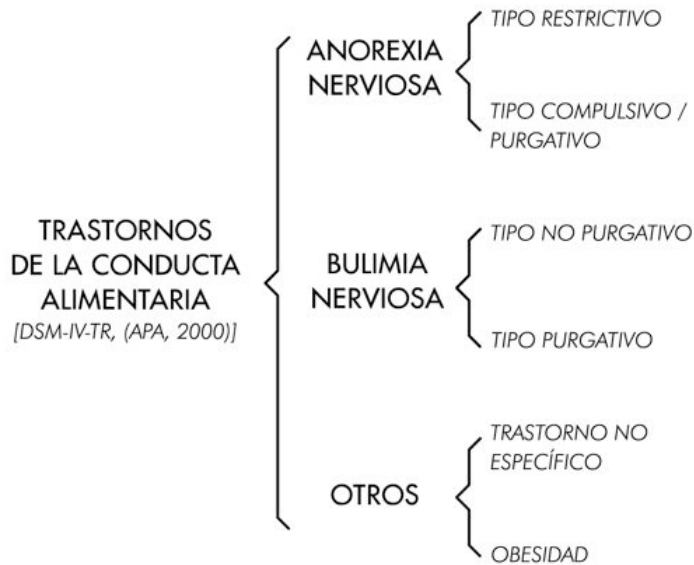 TRASTORNOS
DE LA CONDUCTA
ALIMENTARIA
[DSM-IV-TR, (APA, 2000)]
ANOREXIA
NERVIOSA
TIPO RESTRICTIVO
TIPO COMPULSIVO /
PURGATIVO
BULIMIA
NERVIOSA
TIPO NO PURGATIVO
TIPO PURGATIVO
OTROS
TRASTORNO NO
ESPECÍFICO
OBESIDAD